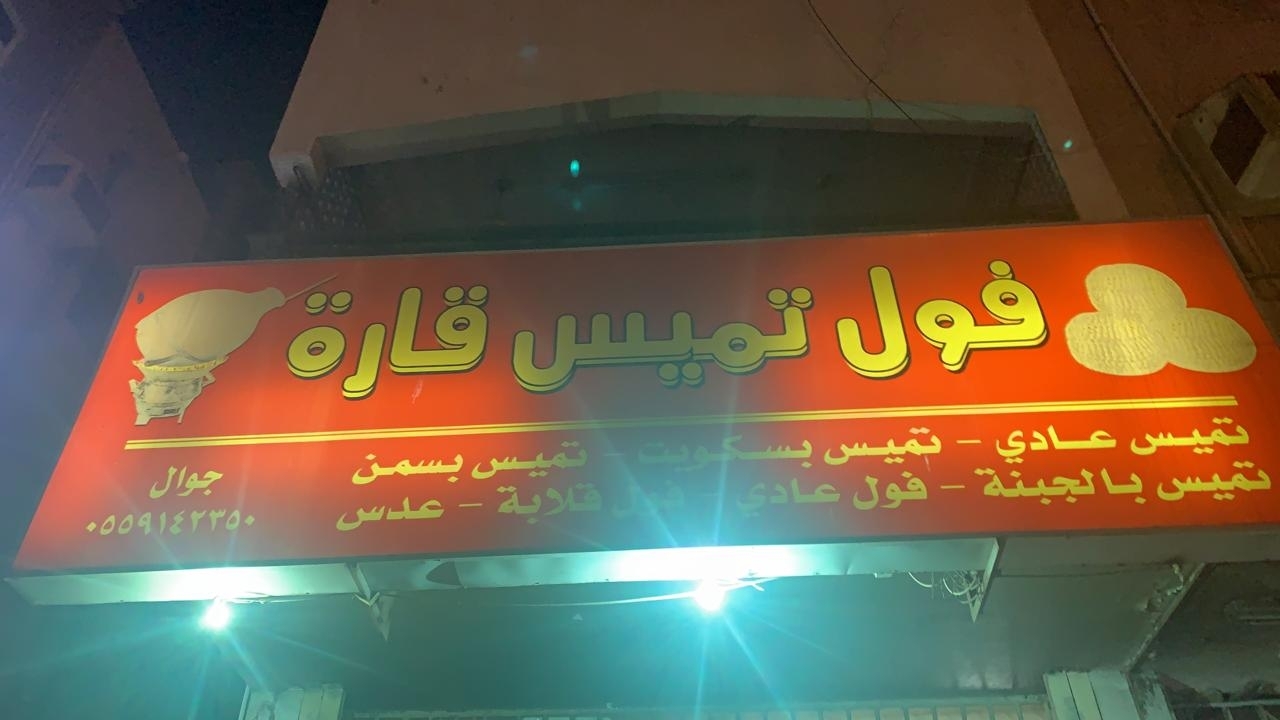 فول تميس قارة
تميس عادي - تميس بسكويت - تميس بسمن
تميس بالجبنة - فول عادي - فول قلابة - عدس
جوال
٠٥٥٩١٤٢٣٥٠